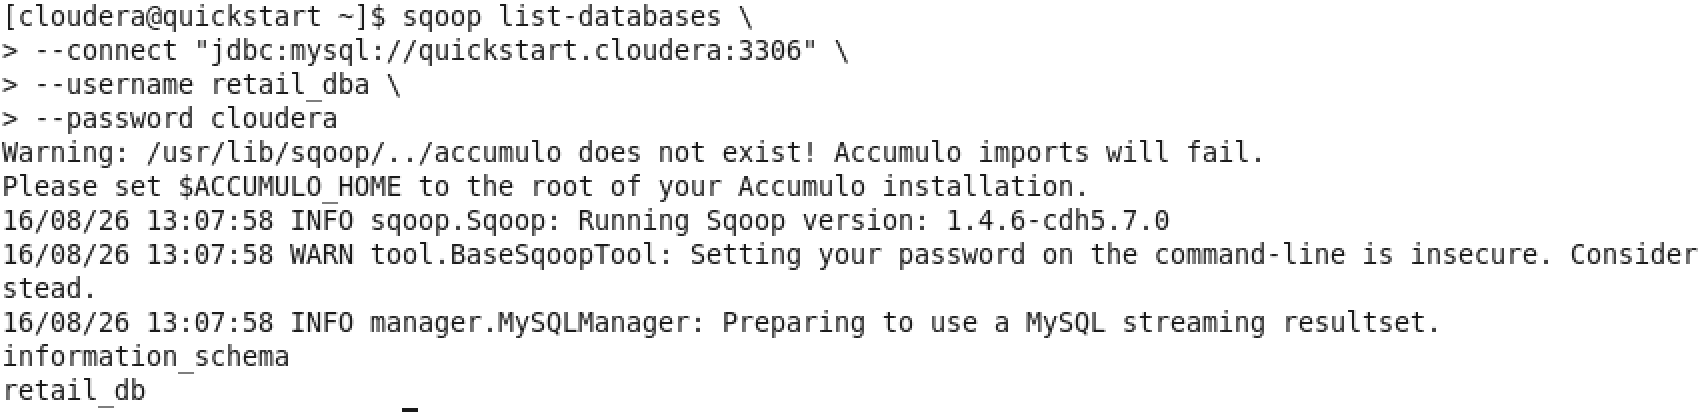 [cloudera@quickstart ~]$ sqoop list-databases \
> --connect "jdbc:mysql://quickstart.cloudera:3306" \
> --username retail_dba \
> --password cloudera
Warning: /usr/lib/sqoop/../accumulo does not exist! Accumulo imports will fail.
Please set $ACCUMULO_HOME to the root of your Accumulo installation.
16/08/26 13:07:58 INFO sqoop.Sqoop: Running Sqoop version: 1.4.6-cdh5.7.0
16/08/26 13:07:58 WARN tool.BaseSqoopTool: Setting your password on the command-line is insecure. Consider
stead.
16/08/26 13:07:58 INFO manager.MySQLManager: Preparing to use a MySQL streaming resultset.
information_schema
retail_db